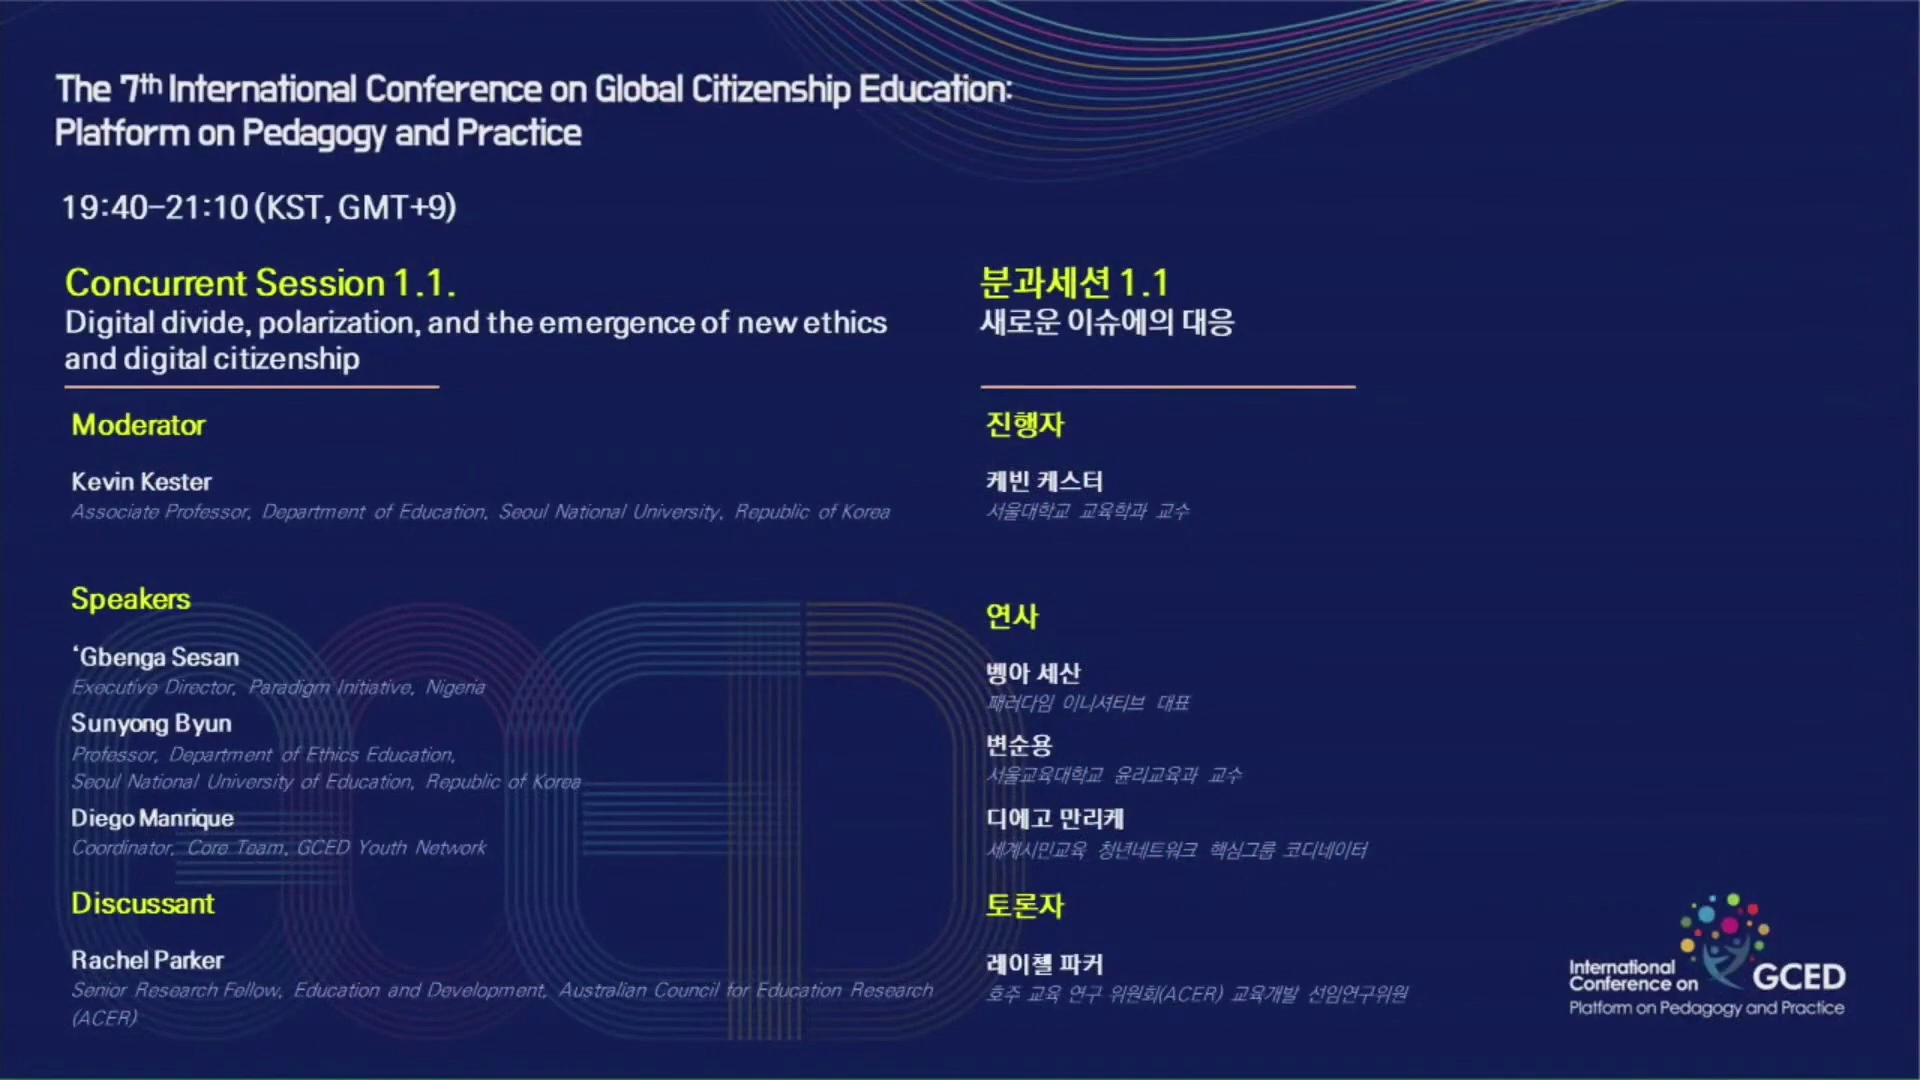 The 7th International Conference on Global Citizenship Education:
Platform on Pedagogy and Practice
19:40-21:10 (KST, GMT+9)
Concurrent Session 1.1.
Digital divide, polarization, and the emergence of new ethics
and digital citizenship
Moderator
Kevin Kester
Associate Professor, Department of Education, Seoul National University, Republic of Korea
Speakers
‘Gbenga Sesan
Executive Director, Paradigm Initiative, Nigeria
Sunyong Byun
Professor, Department of Ethics Education,
Seoul National University of Education, Republic of Korea
Diego Manrique
Coordinator, Core Team, GCED Youth Network
Discussant
Rachel Parker
Senior Research Fellow, Education and Development, Australian Council for Education Research
(ACER)
분과세션 1.1
새로운 이슈에의 대응
진행자
케빈 케스터
서울대학교 교육학과 교수
연사
벵아 세산
패러다임 이니셔티브 대표
변순용
서울교육대학교 윤리교육과 교수
디에고 만리케
세계시민교육 청년네트워크 핵심그룹 코디네이터
토론자
레이첼 파커
호주 교육 연구 위원회(ACER) 교육개발 선임연구위원
International
Conference on GCED
Platform on Pedagogy and Practice